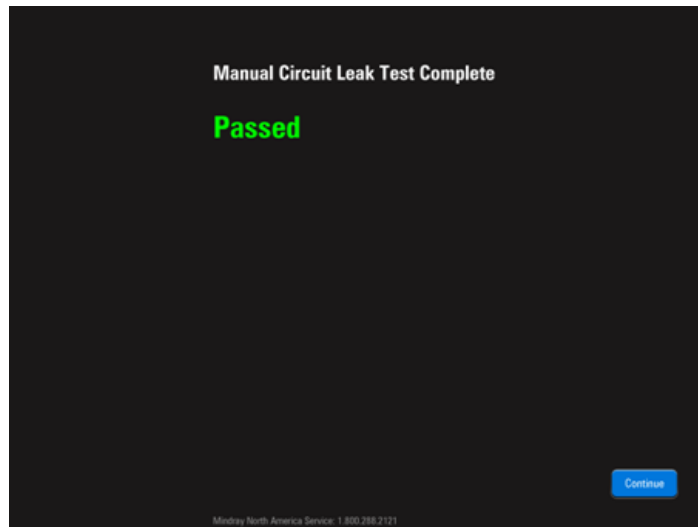 Manual Circuit Leak Test Complete
Passed
Continue
Mindray North America Service: 1.800.288.2121